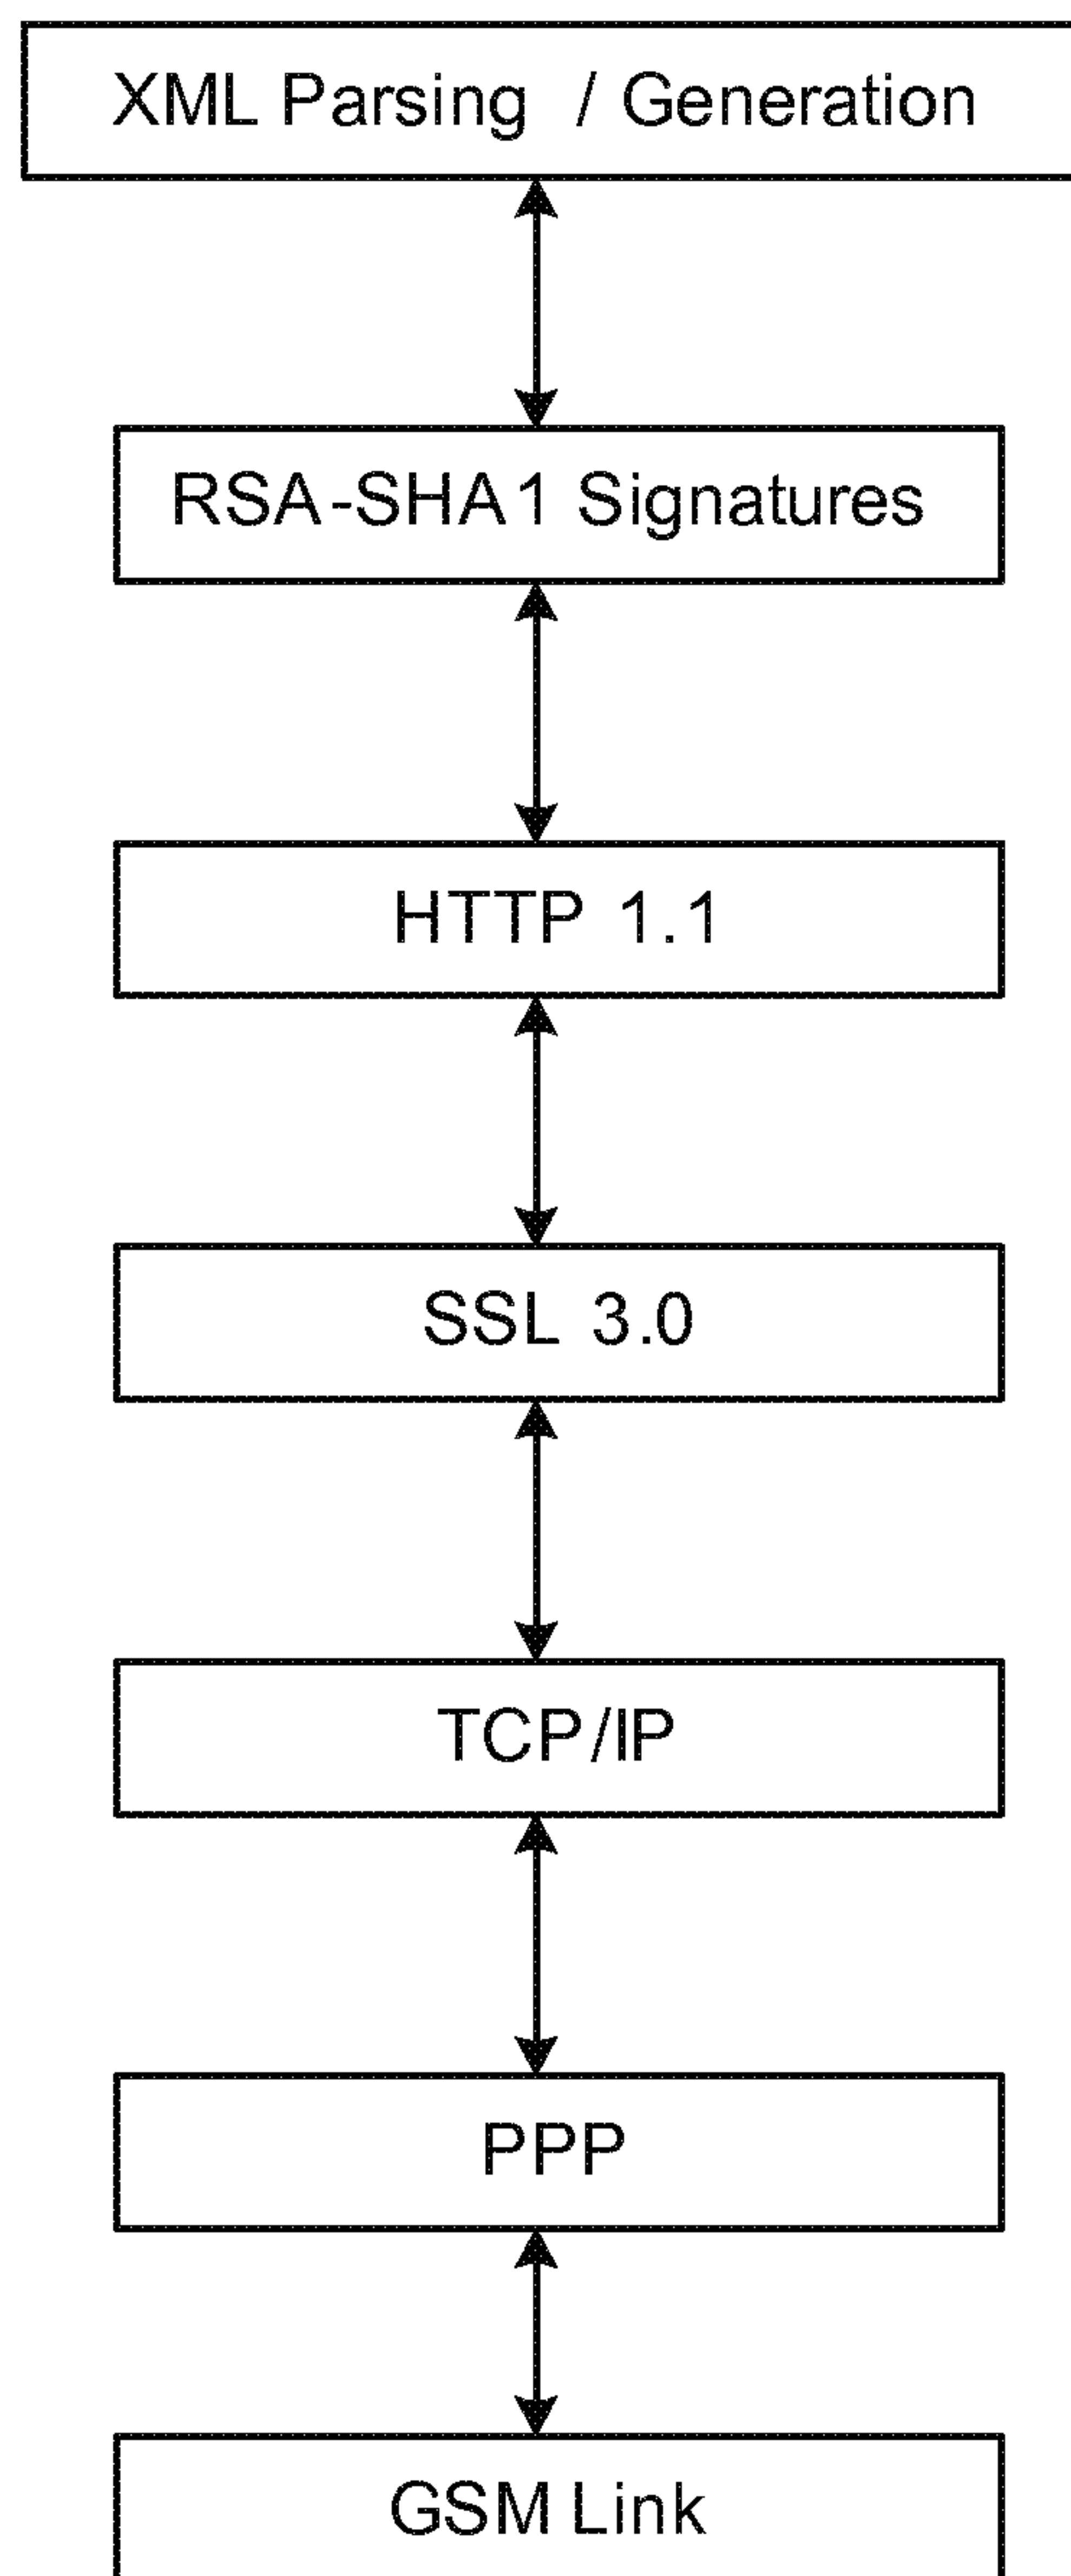 XML Parsing / Generation
RSA-SHA1 Signatures
HTTP 1.1
SSL 3.0
TCP/IP
PPP
GSM Link